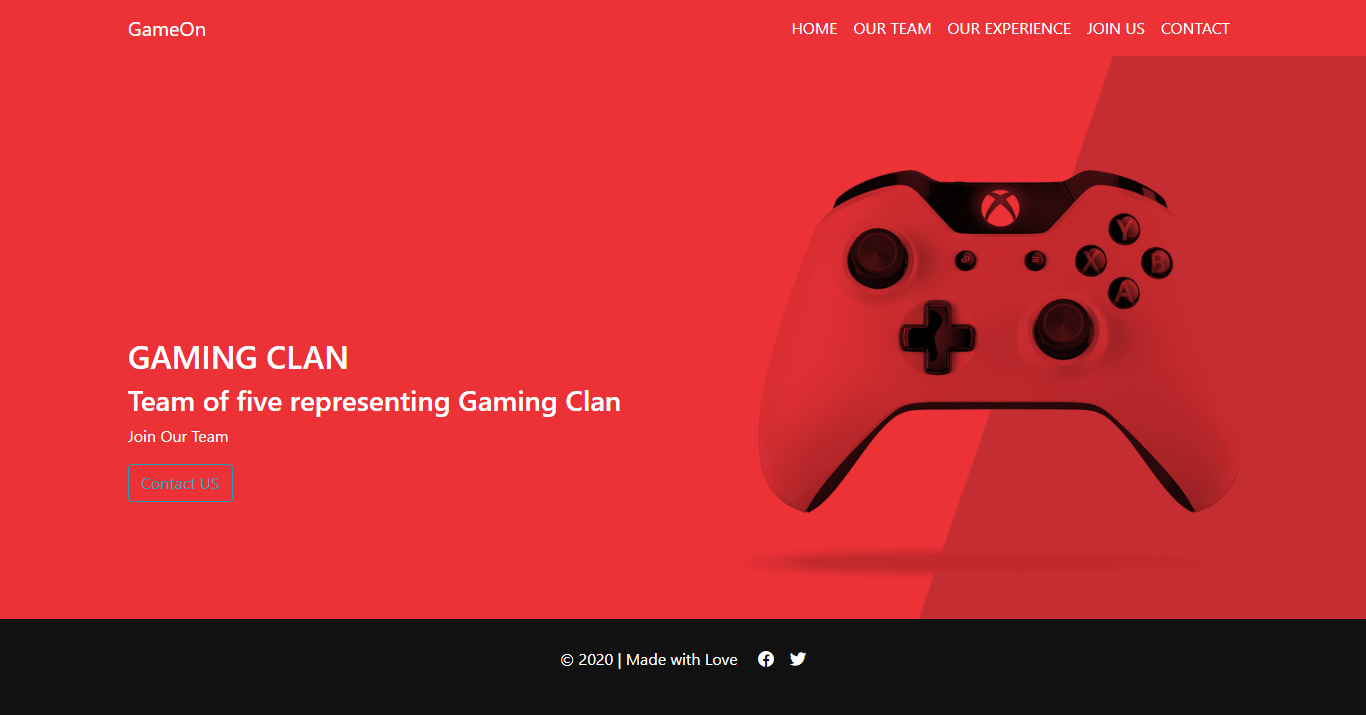 GameOn
HOME OUR TEAM OUR EXPERIENCE JOIN US CONTACT
Y
X B
A
GAMING CLAN
Team of five representing Gaming Clan
Join Our Team
Contact US
© 2020 | Made with Love